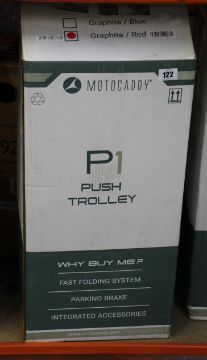 Graphite / Blue
Graphite / Red
122
MOTOCADDY
P1
PUSH
TROLLEY
WHY BUY ME?
FAST FOLDING SYSTEM
PARKING BRAKE
INTEGRATED ACCESSORIES